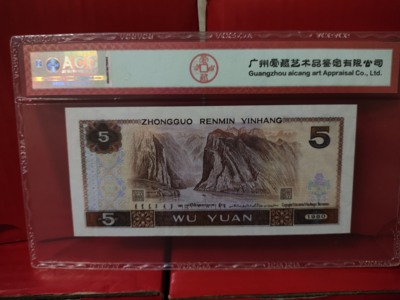 ACG
广州爱藏艺术品鉴定有限公司
Guangzhou aicang art Appraisal Co., Ltd.
ZHONGGUO RENMIN YINHANG
5
5
5
WU YUAN
1980